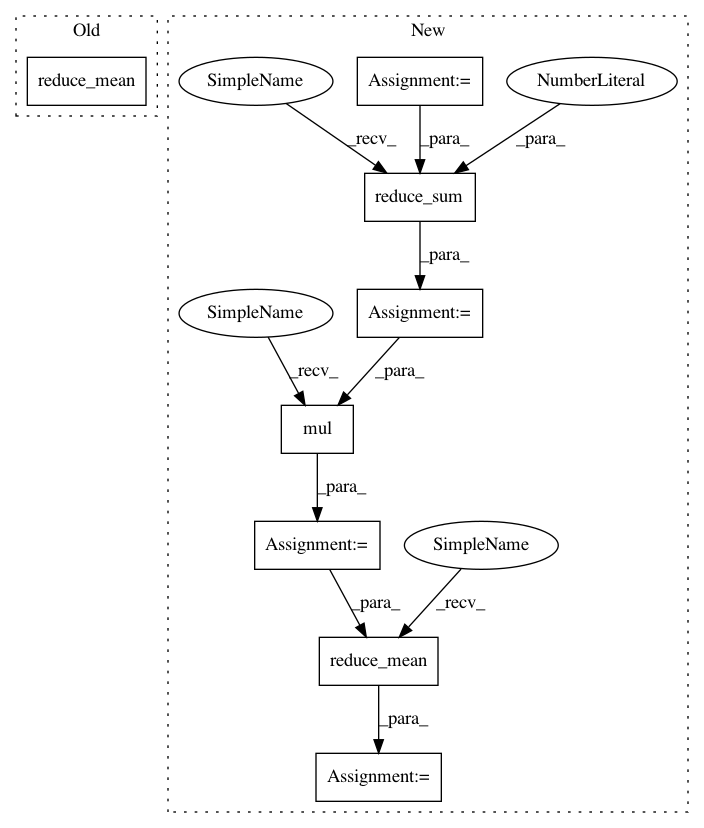 Old
New
reduce_mean
SimpleName
Assignment:=
NumberLiteral
_recv_
_para_
_para_
reduce_sum
_para_
SimpleName
Assignment:=
_recv_
_para_
mul
_para_
Assignment:=
SimpleName
_para_
_recv_
reduce_mean
_para_
Assignment:=